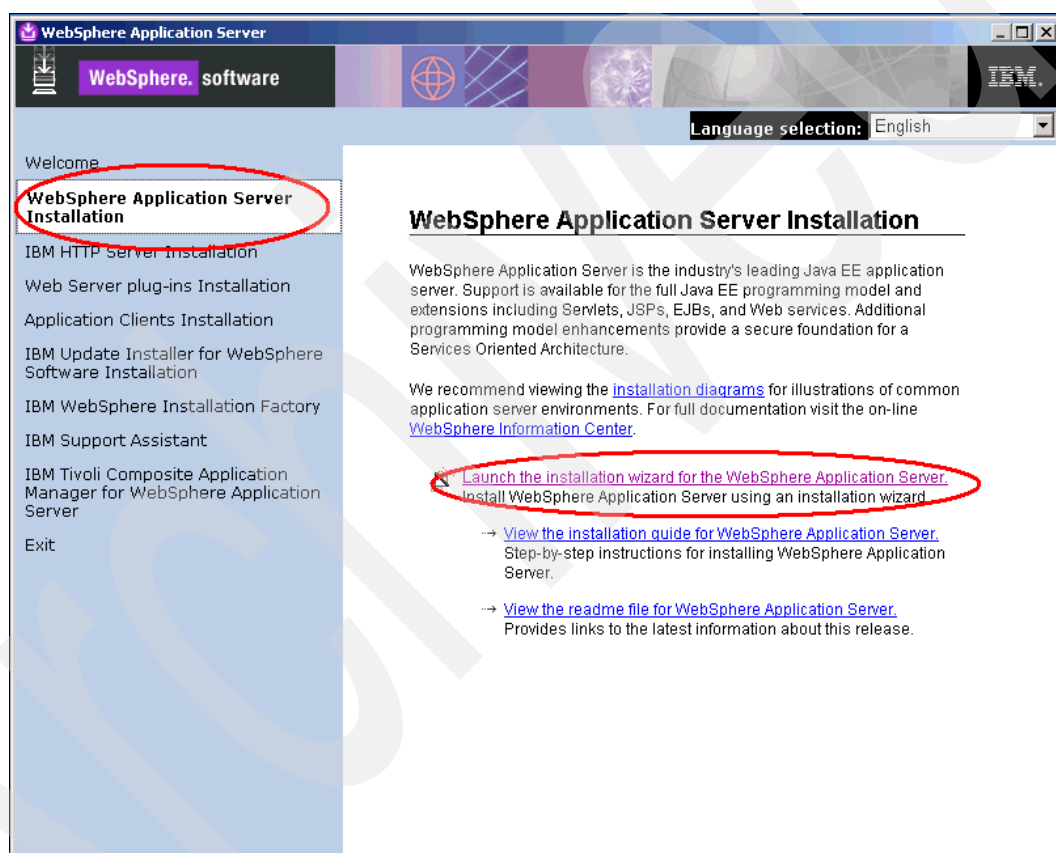 WebSphere Application Server
WebSphere. software
IBM.
Language selection: English
Welcome
WebSphere Application Server
Installation
IBM HTTP Server Installation
Web Server plug-ins Installation
Application Clients Installation
IBM Update Installer for WebSphere
Software Installation
IBM WebSphere Installation Factory
IBM Support Assistant
IBM Tivoli Composite Application
Manager for WebSphere Application
Server
Exit
WebSphere Application Server Installation
WebSphere Application Server is the industry's leading Java EE application
server. Support is available for the full Java EE programming model and
extensions including Servlets, JSPs, EJBs, and Web services. Additional
programming model enhancements provide a secure foundation for a
Services Oriented Architecture.
We recommend viewing the installation diagrams for illustrations of common
application server environments. For full documentation visit the on-line
WebSphere Information Center.
Launch the installation wizard for the WebSphere Application Server.
Install WebSphere Application Server using an installation wizard.
View the installation guide for WebSphere Application Server.
Step-by-step instructions for installing WebSphere Application
Server.
View the readme file for WebSphere Application Server.
Provides links to the latest information about this release.